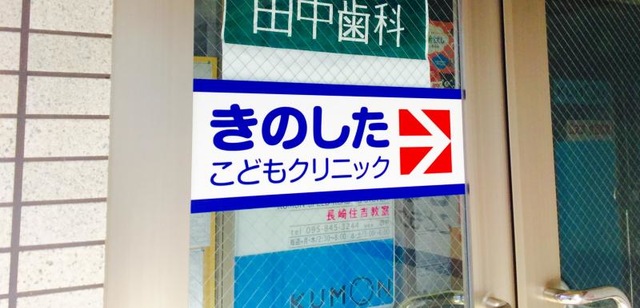 田中歯科
きのした
こどもクリニック
長崎住吉教室
KUMON